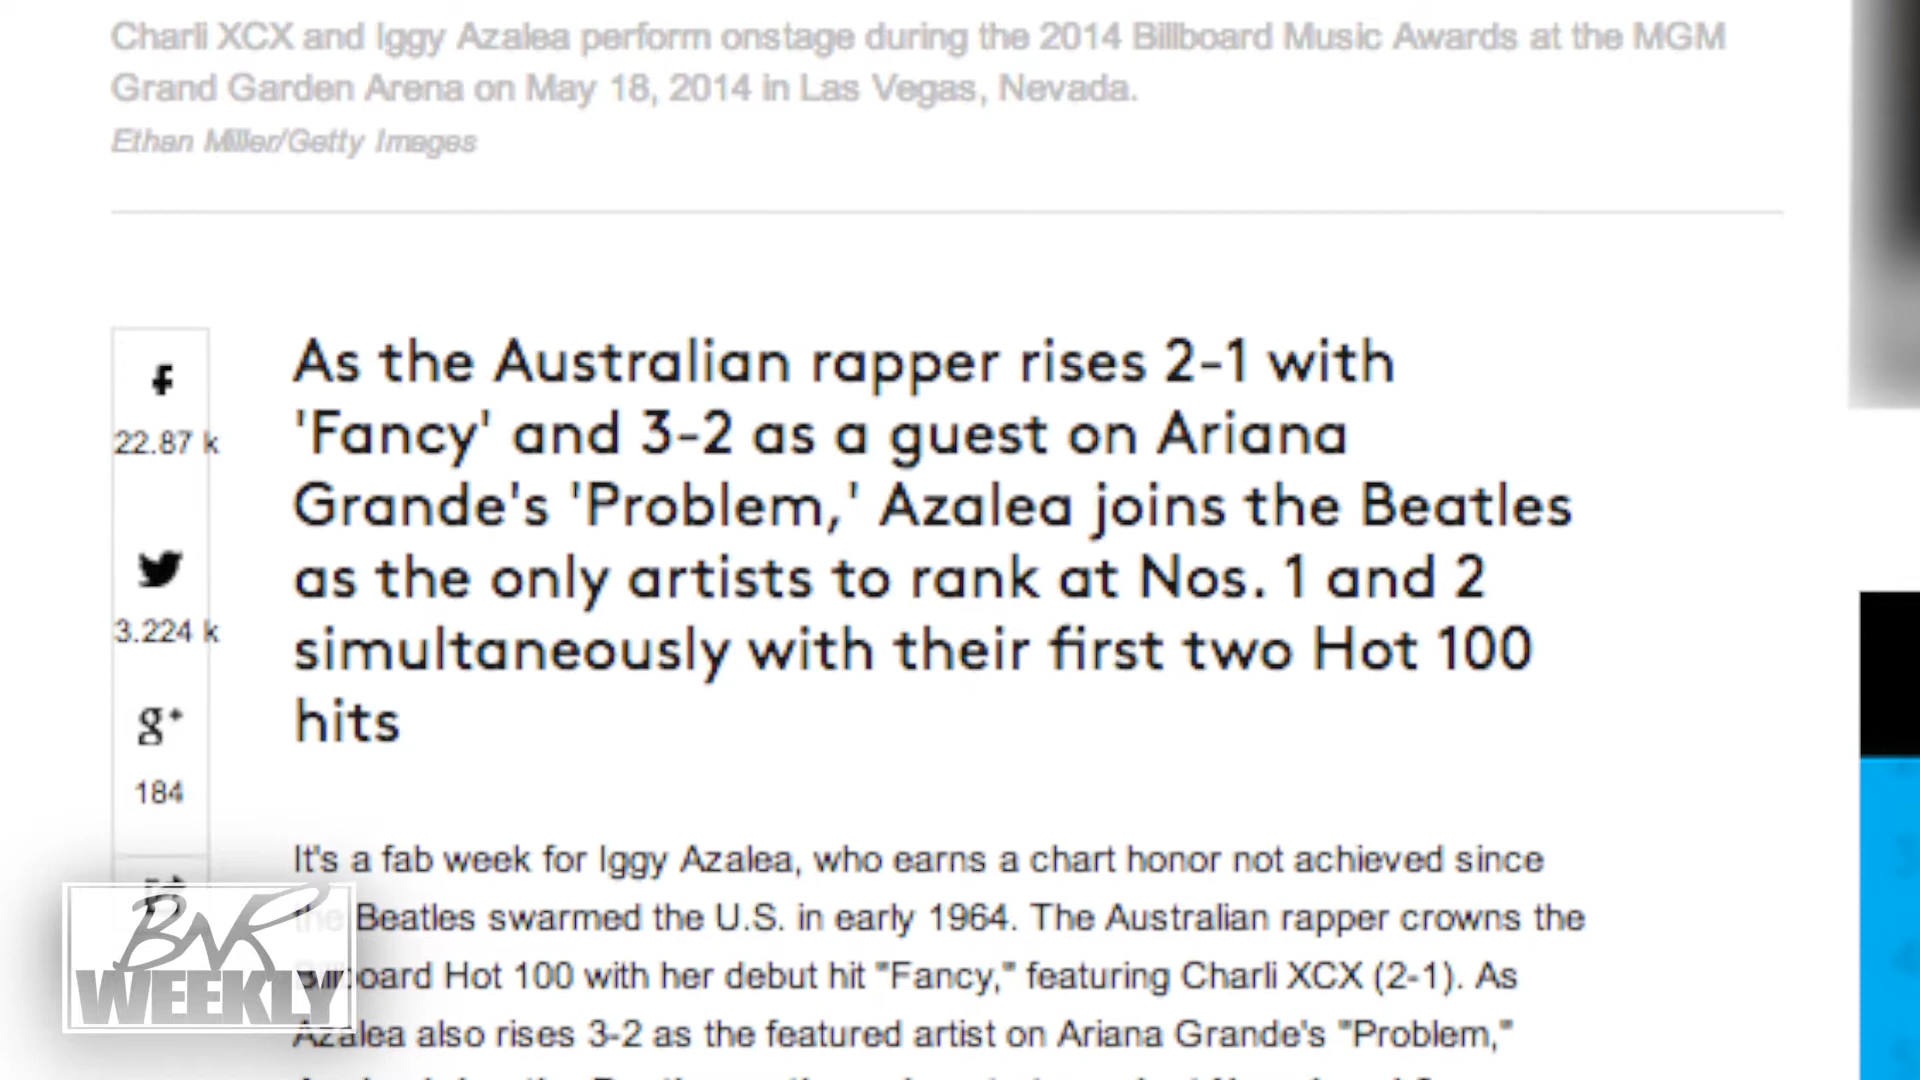 Charli XCX and Iggy Azalea perform onstage during the 2014 Billboard Music Awards at the MGM
Grand Garden Arena on May 18, 2014 in Las Vegas, Nevada.
Ethan Miller/Getty Images
As the Australian rapper rises 2-1 with
'Fancy' and 3-2 as a guest on Ariana
Grande's 'Problem,' Azalea joins the Beatles
as the only artists to rank at Nos. 1 and 2
simultaneously with their first two Hot 100
hits
22.87 k
3.224 k
g+
184
It's a fab week for Iggy Azalea, who earns a chart honor not achieved since
the Beatles swarmed the U.S. in early 1964. The Australian rapper crowns the
Billboard Hot 100 with her debut hit "Fancy," featuring Charli XCX (2-1). As
Azalea also rises 3-2 as the featured artist on Ariana Grande's "Problem,"
BNR
WEEKLY